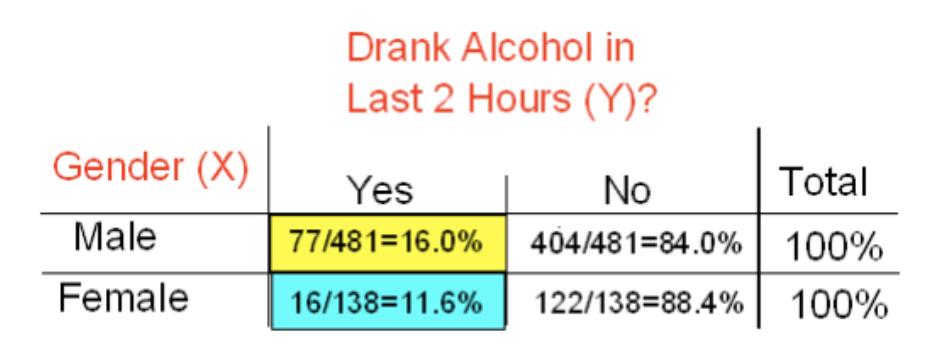 Drank Alcohol in
Last 2 Hours (Y)?
Gender (X) Yes No Total
Male 77/481=16.0% 404/481=84.0% 100%
Female 16/138=11.6% 122/138=88.4% 100%